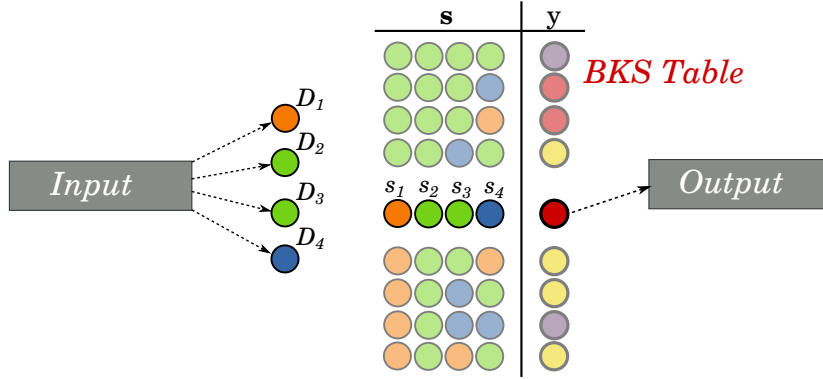 s y
BKS Table
D1
D2
Input
D3
D4
s1 s2 s3 s4
Output